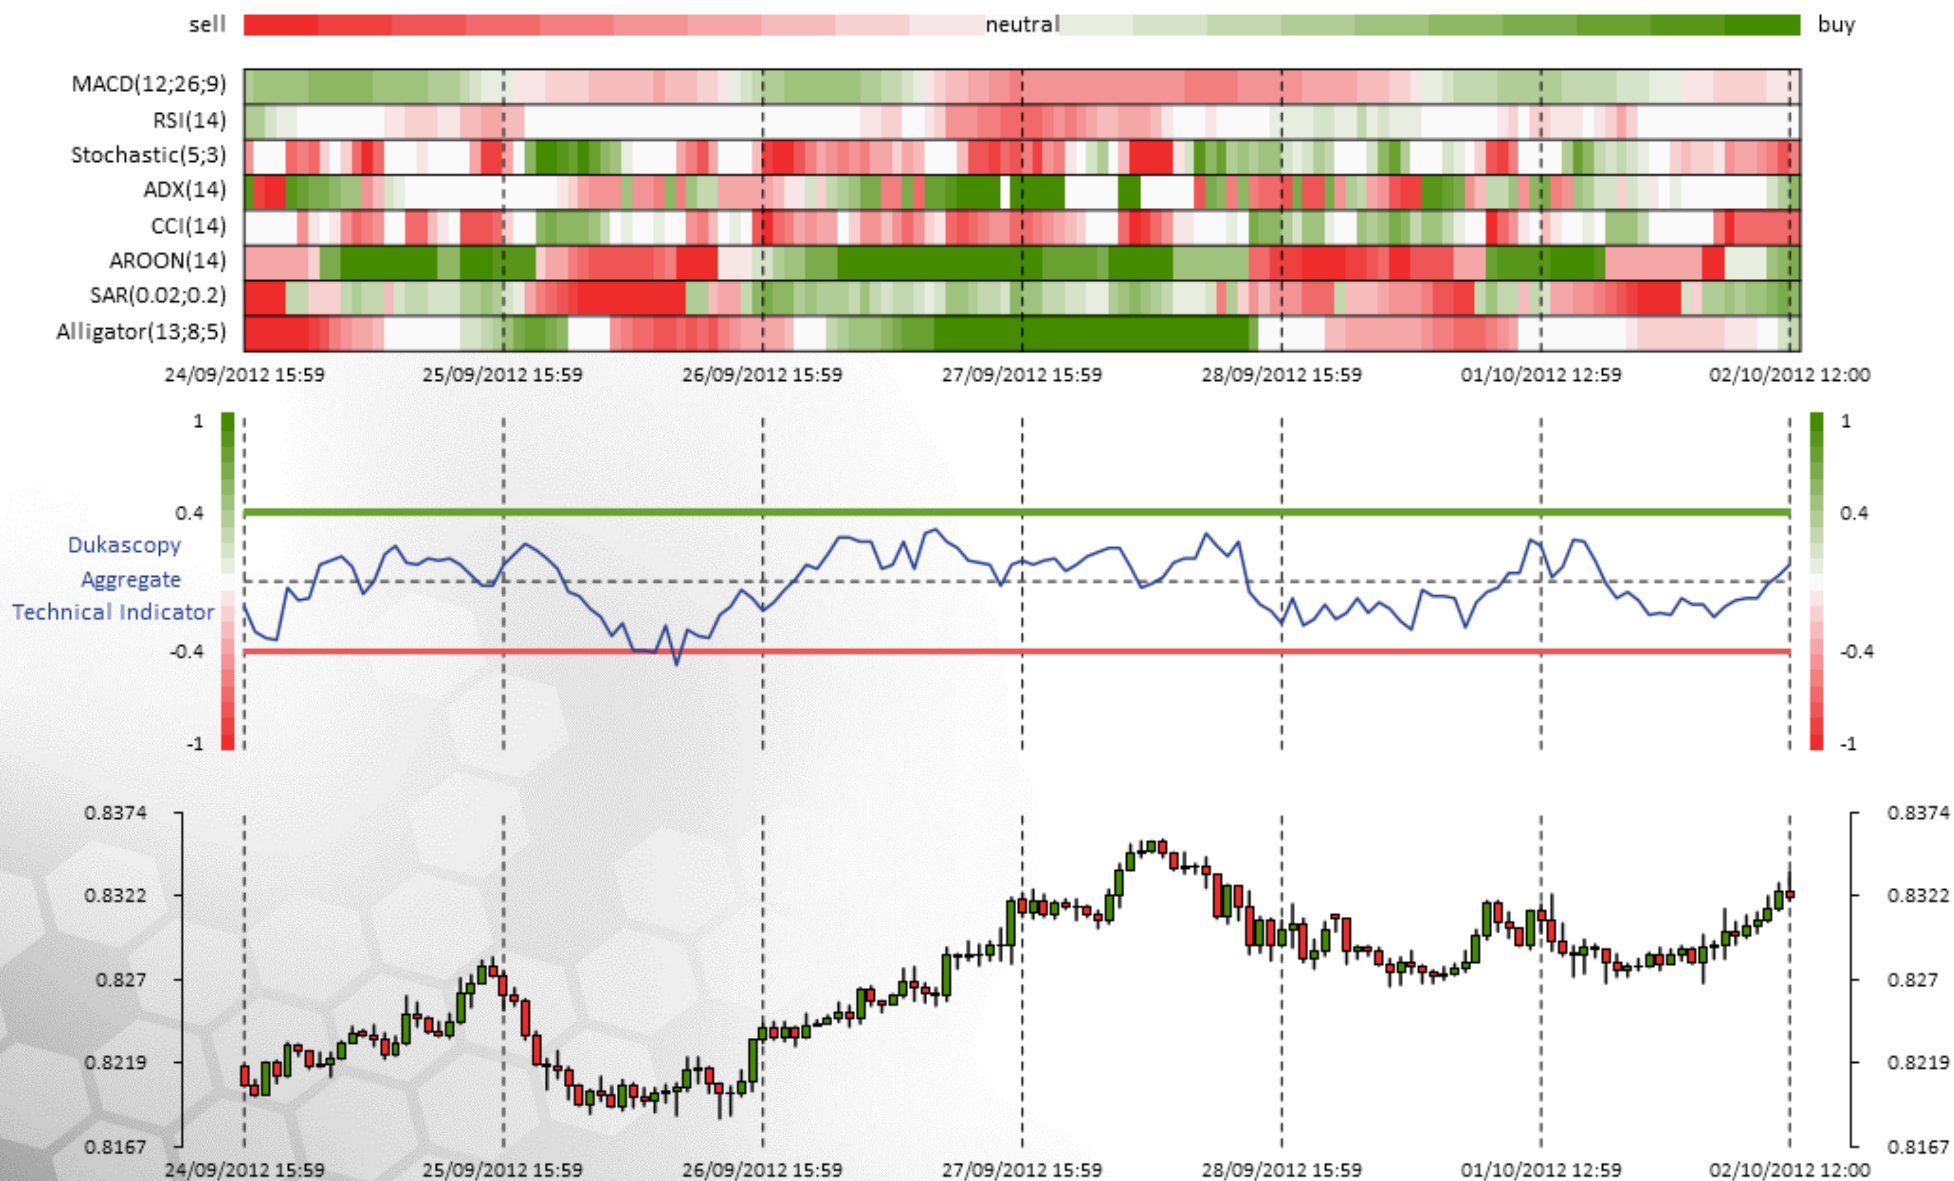 sell neutral buy
MACD(12;26;9)
RSI(14)
Stochastic(5;3)
ADX(14)
CCI(14)
AROON(14)
SAR(0.02;0.2)
Alligator(13;8;5)
24/09/2012 15:59 25/09/2012 15:59 26/09/2012 15:59 27/09/2012 15:59 28/09/2012 15:59 01/10/2012 12:59 02/10/2012 12:00
1 1
0.4 0.4
Dukascopy
Aggregate
Technical Indicator
-0.4 -0.4
-1 -1
0.8374 0.8374
0.8322 0.8322
0.827 0.827
0.8219 0.8219
0.8167 0.8167
24/09/2012 15:59 25/09/2012 15:59 26/09/2012 15:59 27/09/2012 15:59 28/09/2012 15:59 01/10/2012 12:59 02/10/2012 12:00